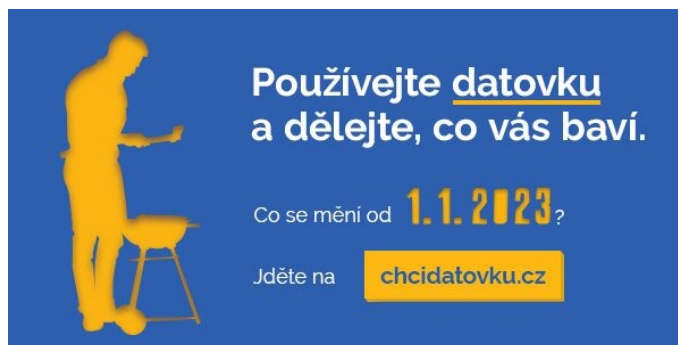 Používejte datovku
a dělejte, co vás baví.
Co se mění od 1. 1. 2023?
Jděte na chcidatovku.cz